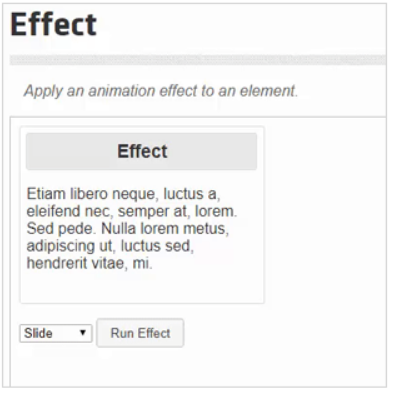 Effect
Apply an animation effect to an element.
Effect
Etiam libero neque, luctus a,
eleifend nec, semper at, lorem.
Sed pede. Nulla lorem metus,
adipiscing ut, luctus sed,
hendrerit vitae, mi.
Slide
Run Effect